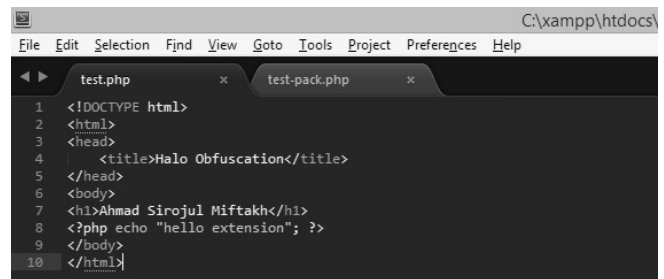 C:\xampp\htdocs\
File Edit Selection Find View Goto Tools Project Preferences Help
test.php × test-pack.php ×
1 <!DOCTYPE html>
2 <html>
3 <head>
4 <title>Halo Obfuscation</title>
5 </head>
6 <body>
7 <h1>Ahmad Sirojul Miftakh</h1>
8 <?php echo "hello extension"; ?>
9 </body>
10 </html>